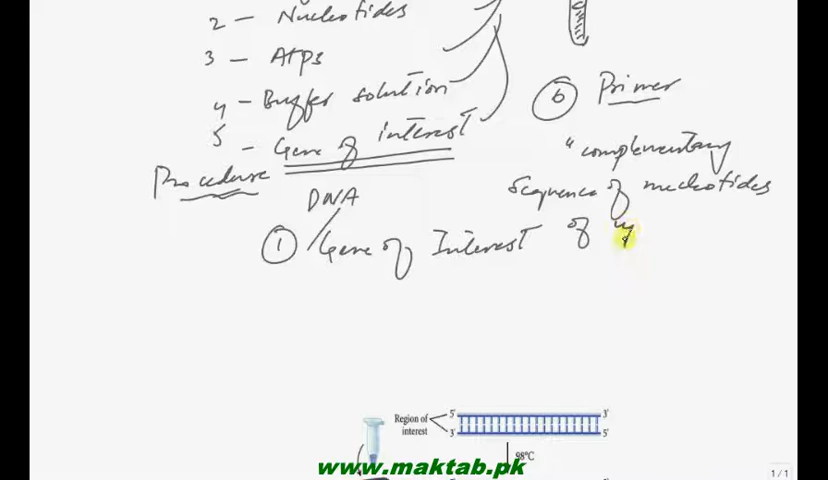 2 - Nucleotides
3 - ATPs
4 - Buffer solution
5 - Gene of interest
6 Primer
"complementary
Sequence of nucleotides
Procedure
DNA
1 / Gene of Interest of
Region of
interest
5'
3'
3'
5'
98°C
www.maktab.pk
1 / 1